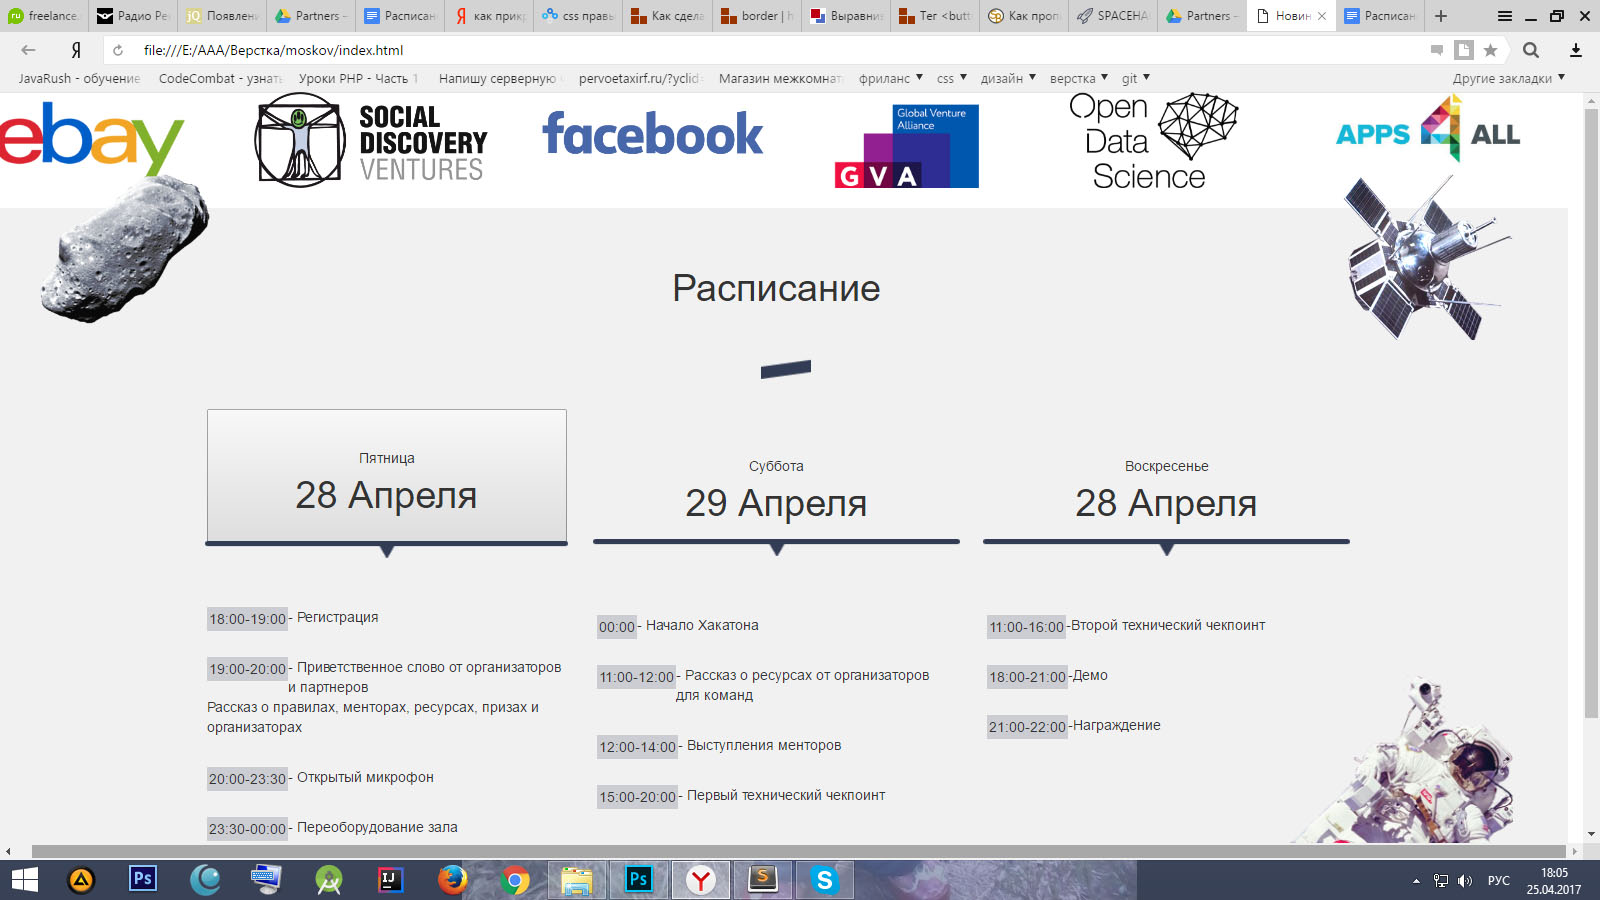 freelance.
Радио Ре
Появлени
Partners –
Расписан
как прикр
css правь
Как сдела
border | h
Выравнив
Тег <butt
Как пропи
SPACEHA
Partners –
Новин
Расписан
file:///E:/AAA/Верстка/moskov/index.html
JavaRush - обучение
CodeCombat - узнать
Уроки PHP - Часть 1
Напишу серверную
pervoetaxirf.ru/?yclid=
Магазин межкомнат
фриланс
css
дизайн
верстка
git
Другие закладки
ebay
SOCIAL
DISCOVERY
VENTURES
facebook
Global Venture
Alliance
GVA
Open
Data
Science
APPS 4 ALL
Расписание
Пятница
28 Апреля
Суббота
29 Апреля
Воскресенье
28 Апреля
18:00-19:00 - Регистрация
19:00-20:00 - Приветственное слово от организаторов
и партнеров
Рассказ о правилах, менторах, ресурсах, призах и
организаторах
20:00-23:30 - Открытый микрофон
23:30-00:00 - Переоборудование зала
00:00 - Начало Хакатона
11:00-12:00 - Рассказ о ресурсах от организаторов
для команд
12:00-14:00 - Выступления менторов
15:00-20:00 - Первый технический чекпоинт
11:00-16:00 -Второй технический чекпоинт
18:00-21:00 -Демо
21:00-22:00 -Награждение
РУС
18:05
25.04.2017